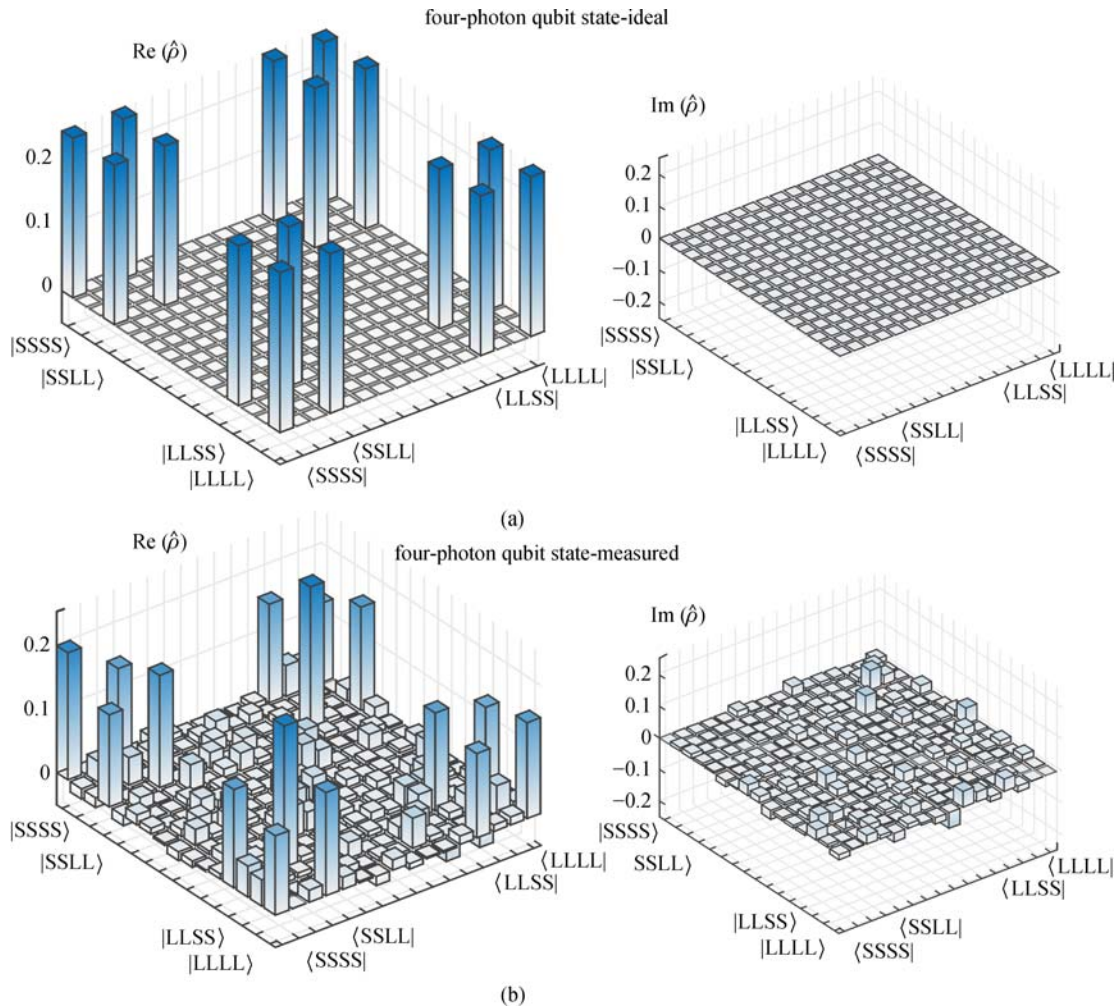 (a)
four-photon qubit state-ideal
Re (ρ̂)
0.2
0.1
0
|SSSS⟩
|SSLL⟩
|LLSS⟩
|LLLL⟩
⟨SSSS|
⟨SSLL|
⟨LLSS|
⟨LLLL|
Im (ρ̂)
0.2
0.1
0
−0.1
−0.2
|SSSS⟩
|SSLL⟩
|LLSS⟩
|LLLL⟩
⟨SSSS|
⟨SSLL|
⟨LLSS|
⟨LLLL|
(a)
four-photon qubit state-measured
Re (ρ̂)
0.2
0.1
0
|SSSS⟩
|SSLL⟩
|LLSS⟩
|LLLL⟩
⟨SSSS|
⟨SSLL|
⟨LLSS|
⟨LLLL|
Im (ρ̂)
0.2
0.1
0
−0.1
−0.2
|SSSS⟩
SSLL⟩
|LLSS⟩
|LLLL⟩
⟨SSSS|
⟨SSLL|
⟨LLSS|
⟨LLLL|
(b)